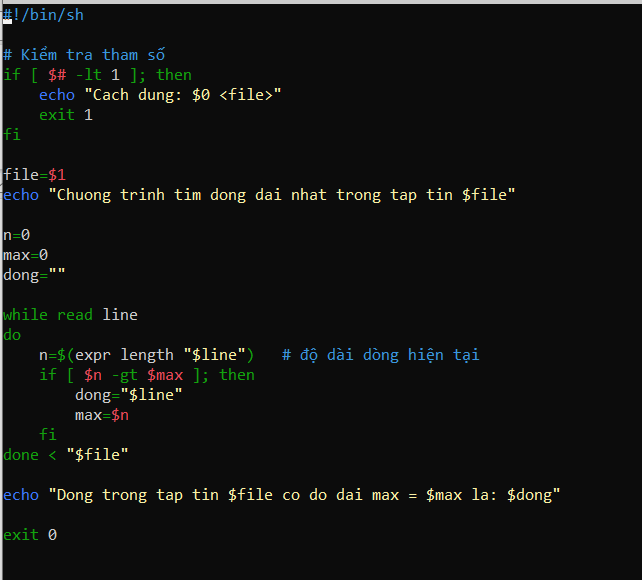 #!/bin/sh
# Kiểm tra tham số
if [ $# -lt 1 ]; then
    echo "Cach dung: $0 <file>"
    exit 1
fi
file=$1
echo "Chuong trinh tim dong dai nhat trong tap tin $file"
n=0
max=0
dong=""
while read line
do
    n=$(expr length "$line")   # độ dài dòng hiện tại
    if [ $n -gt $max ]; then
        dong="$line"
        max=$n
    fi
done < "$file"
echo "Dong trong tap tin $file co do dai max = $max la: $dong"
exit 0